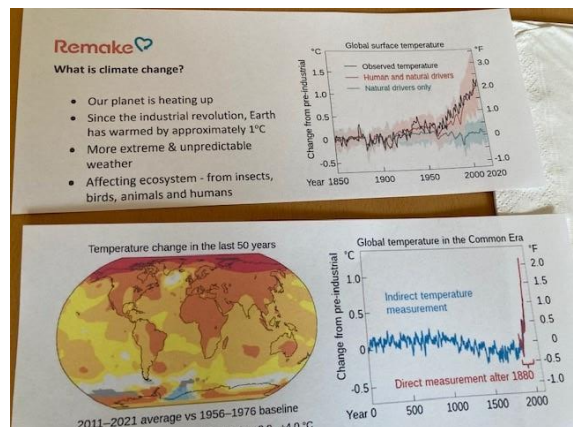 Remake
What is climate change?
• Our planet is heating up
• Since the industrial revolution, Earth
has warmed by approximately 1°C
• More extreme & unpredictable
weather
• Affecting ecosystem - from insects,
birds, animals and humans
Global surface temperature
°C
°F
Change from pre-industrial
1.5
1.0
0.5
0
-0.5
Observed temperature
Human and natural drivers
Natural drivers only
3.0
2.0
1.0
0
-1.0
Year 1850 1900 1950 2000 2020
Temperature change in the last 50 years
2011–2021 average vs 1956–1976 baseline
Global temperature in the Common Era
°C
°F
Change from pre-industrial
1.0
0.5
0
-0.5
Indirect temperature
measurement
Direct measurement after 1880
2.0
1.5
1.0
0.5
0
-0.5
-1.0
Year 0 500 1000 1500 2000